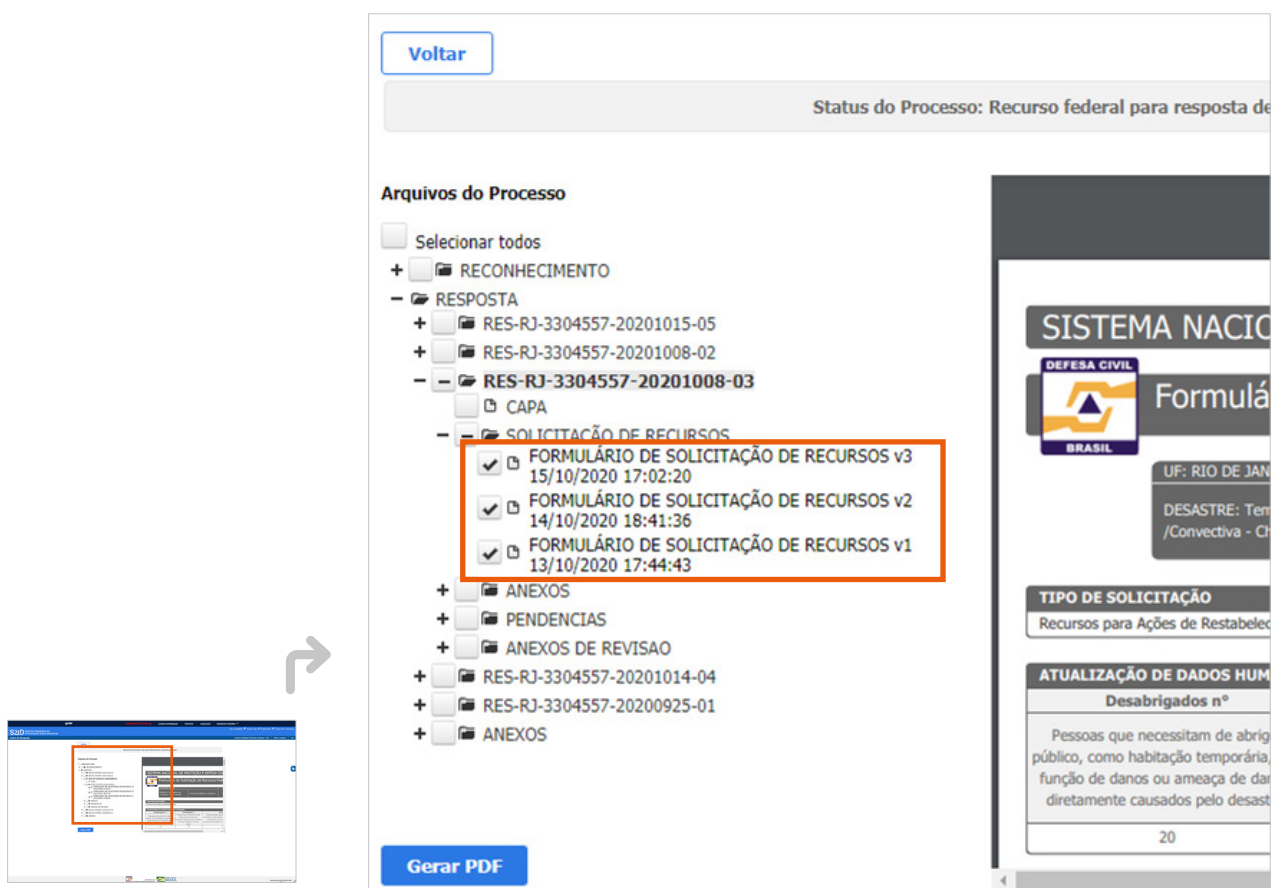 Voltar
Status do Processo: Recurso federal para resposta de
Arquivos do Processo
Selecionar todos
RECONHECIMENTO
RESPOSTA
RES-RJ-3304557-20201015-05
RES-RJ-3304557-20201008-02
RES-RJ-3304557-20201008-03
CAPA
SOLICITAÇÃO DE RECURSOS
FORMULÁRIO DE SOLICITAÇÃO DE RECURSOS v3
15/10/2020 17:02:20
FORMULÁRIO DE SOLICITAÇÃO DE RECURSOS v2
14/10/2020 18:41:36
FORMULÁRIO DE SOLICITAÇÃO DE RECURSOS v1
13/10/2020 17:44:43
ANEXOS
PENDENCIAS
ANEXOS DE REVISAO
RES-RJ-3304557-20201014-04
RES-RJ-3304557-20200925-01
ANEXOS
Gerar PDF
SISTEMA NACIO
DEFESA CIVIL
BRASIL
Formulá
UF: RIO DE JAN
DESASTRE: Tem
/Convectiva - Ch
TIPO DE SOLICITAÇÃO
Recursos para Ações de Restabelec
ATUALIZAÇÃO DE DADOS HUM
Desabrigados nº
Pessoas que necessitam de abrig
público, como habitação temporária,
função de danos ou ameaça de dan
diretamente causados pelo desast
20
S2iD